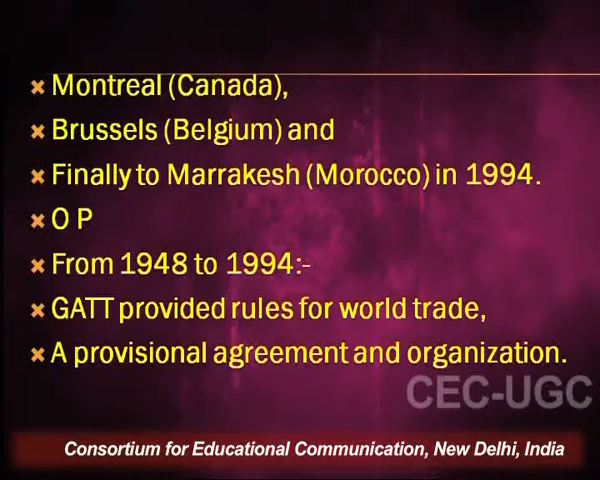 Montreal (Canada),
Brussels (Belgium) and
Finally to Marrakesh (Morocco) in 1994.
O P
From 1948 to 1994:-
GATT provided rules for world trade,
A provisional agreement and organization.
CEC-UGC
Consortium for Educational Communication, New Delhi, India